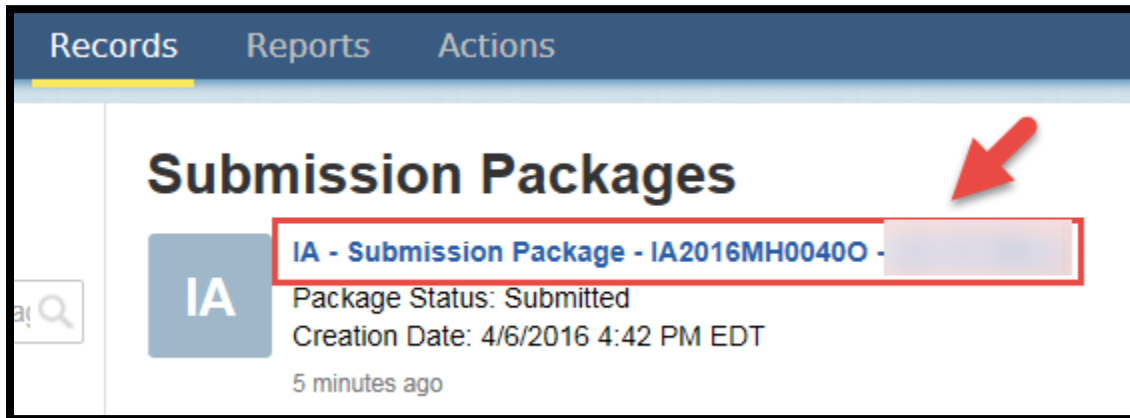 Records Reports Actions
Submission Packages
IA - Submission Package - IA2016MH0040O -
IA
Package Status: Submitted
Creation Date: 4/6/2016 4:42 PM EDT
5 minutes ago